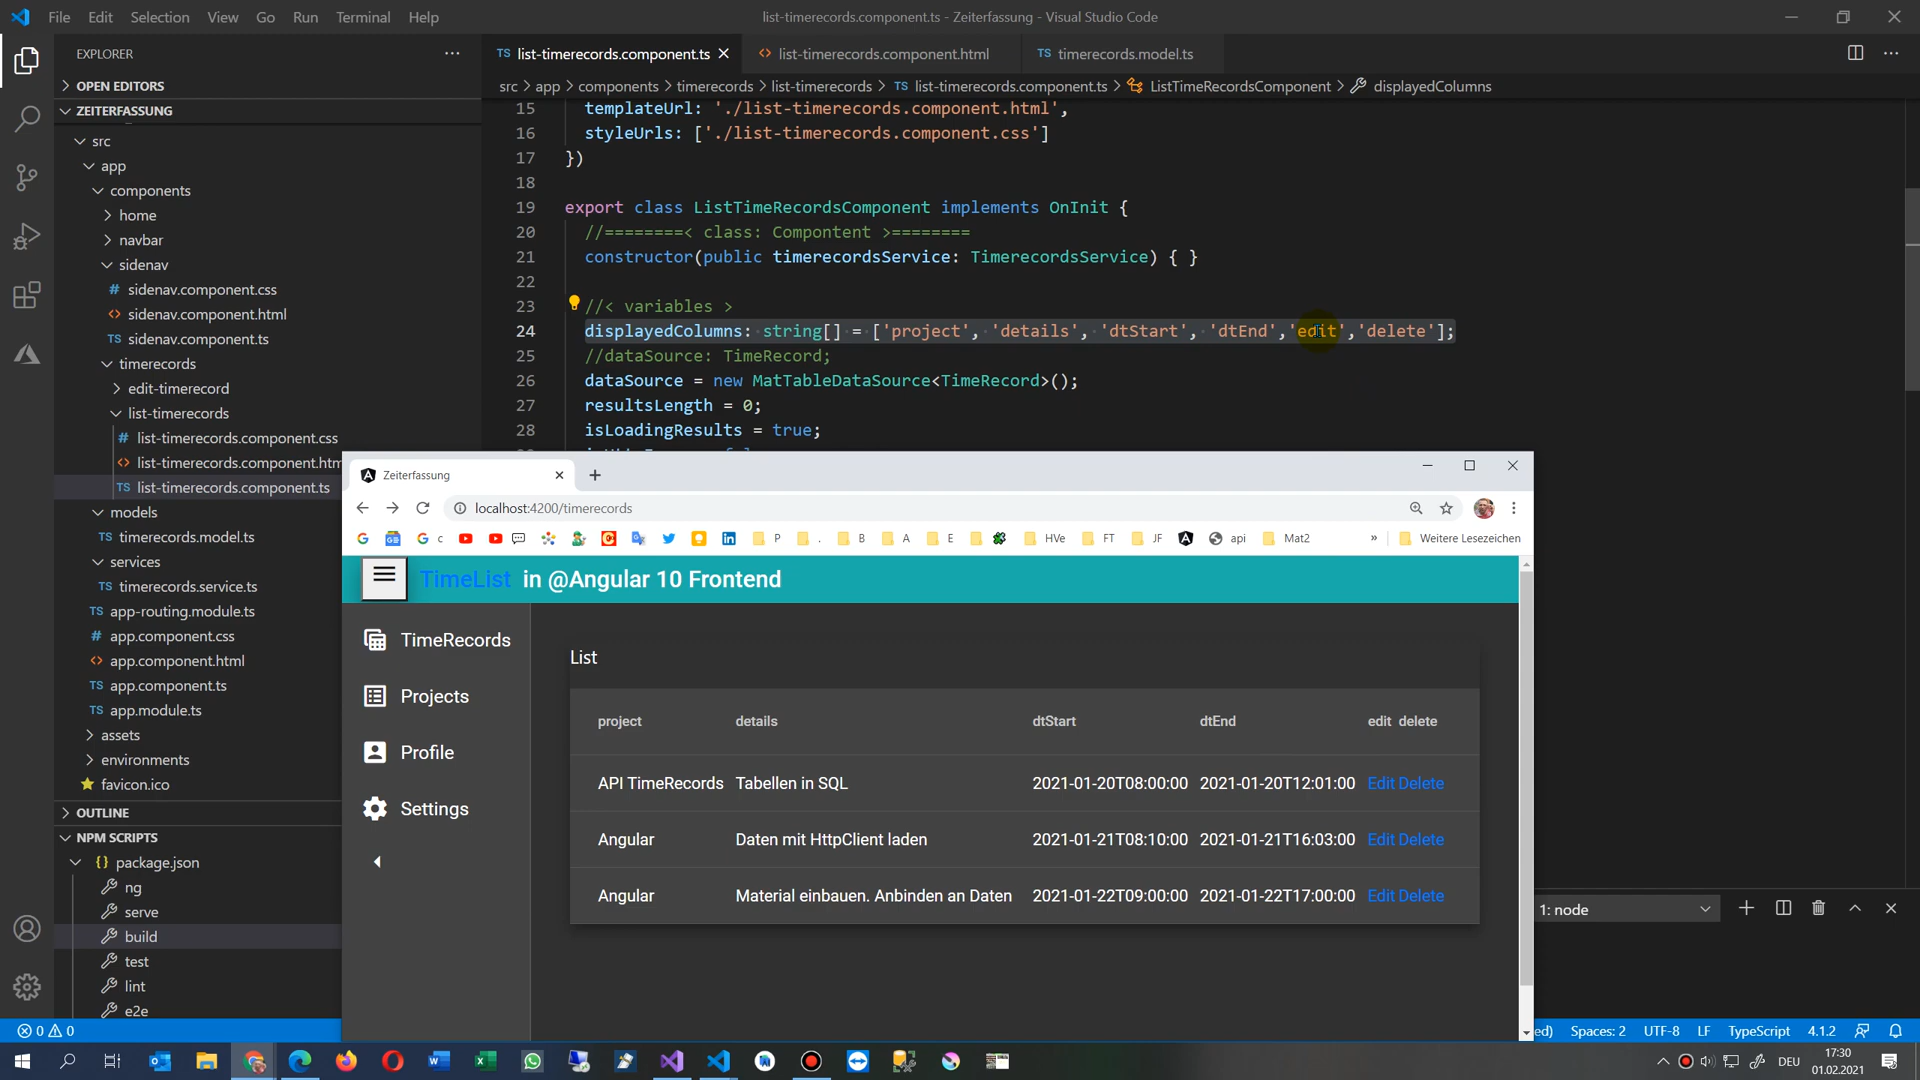 File Edit Selection View Go Run Terminal Help
list-timerecords.component.ts - Zeiterfassung - Visual Studio Code
EXPLORER
OPEN EDITORS
ZEITERFASSUNG
src
app
components
home
navbar
sidenav
sidenav.component.css
sidenav.component.html
sidenav.component.ts
timerecords
edit-timerecord
list-timerecords
list-timerecords.component.css
list-timerecords.component.htm
list-timerecords.component.ts
models
timerecords.model.ts
services
timerecords.service.ts
app-routing.module.ts
app.component.css
app.component.html
app.component.ts
app.module.ts
assets
environments
favicon.ico
OUTLINE
NPM SCRIPTS
package.json
ng
serve
build
test
lint
e2e
TS list-timerecords.component.ts
list-timerecords.component.html
TS timerecords.model.ts
src > app > components > timerecords > list-timerecords > TS list-timerecords.component.ts > ListTimeRecordsComponent > displayedColumns
15 templateUrl: './list-timerecords.component.html',
16 styleUrls: ['./list-timerecords.component.css']
17 })
18
19 export class ListTimeRecordsComponent implements OnInit {
20 //========< class: Compontent >========
21 constructor(public timerecordsService: TimerecordsService) { }
22
23 //< variables >
24 displayedColumns: string[] = ['project', 'details', 'dtStart', 'dtEnd','edit','delete'];
25 //dataSource: TimeRecord;
26 dataSource = new MatTableDataSource<TimeRecord>();
27 resultsLength = 0;
28 isLoadingResults = true;
Zeiterfassung
localhost:4200/timerecords
c P . B A E HVe FT JF api Mat2 » Weitere Lesezeichen
TimeList in @Angular 10 Frontend
TimeRecords
Projects
Profile
Settings
List
project details dtStart dtEnd edit delete
API TimeRecords Tabellen in SQL 2021-01-20T08:00:00 2021-01-20T12:01:00 Edit Delete
Angular Daten mit HttpClient laden 2021-01-21T08:10:00 2021-01-21T16:03:00 Edit Delete
Angular Material einbauen. Anbinden an Daten 2021-01-22T09:00:00 2021-01-22T17:00:00 Edit Delete
1: node
0 0
ed) Spaces: 2 UTF-8 LF TypeScript 4.1.2
DEU
17:30
01.02.2021